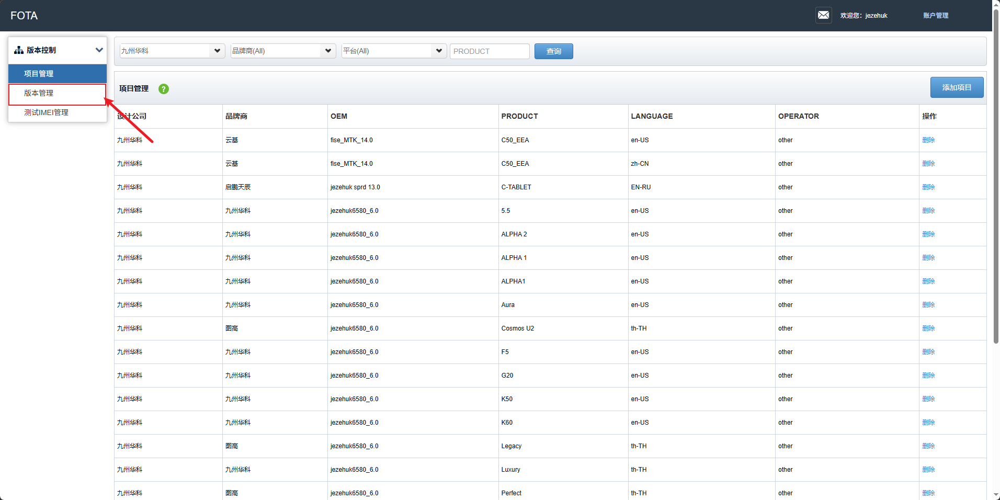 FOTA
欢迎您：jezehuk 账户管理
版本控制
项目管理
版本管理
测试IMEI管理
九州华科 品牌商(All) 平台(All) PRODUCT 查询
项目管理 ? 添加项目
设计公司 品牌商 OEM PRODUCT LANGUAGE OPERATOR 操作
九州华科 云基 fise_MTK_14.0 C50_EEA en-US other 删除
九州华科 云基 fise_MTK_14.0 C50_EEA zh-CN other 删除
九州华科 启鹏天辰 jezehuk sprd 13.0 C-TABLET EN-RU other 删除
九州华科 九州华科 jezehuk6580_6.0 5.5 en-US other 删除
九州华科 九州华科 jezehuk6580_6.0 ALPHA 2 en-US other 删除
九州华科 九州华科 jezehuk6580_6.0 ALPHA 1 en-US other 删除
九州华科 九州华科 jezehuk6580_6.0 ALPHA1 en-US other 删除
九州华科 九州华科 jezehuk6580_6.0 Aura en-US other 删除
九州华科 图高 jezehuk6580_6.0 Cosmos U2 th-TH other 删除
九州华科 九州华科 jezehuk6580_6.0 F5 en-US other 删除
九州华科 九州华科 jezehuk6580_6.0 G20 en-US other 删除
九州华科 九州华科 jezehuk6580_6.0 K50 en-US other 删除
九州华科 九州华科 jezehuk6580_6.0 K60 en-US other 删除
九州华科 图高 jezehuk6580_6.0 Legacy th-TH other 删除
九州华科 九州华科 jezehuk6580_6.0 Luxury th-TH other 删除
九州华科 图高 jezehuk6580_6.0 Perfect th-TH other 删除